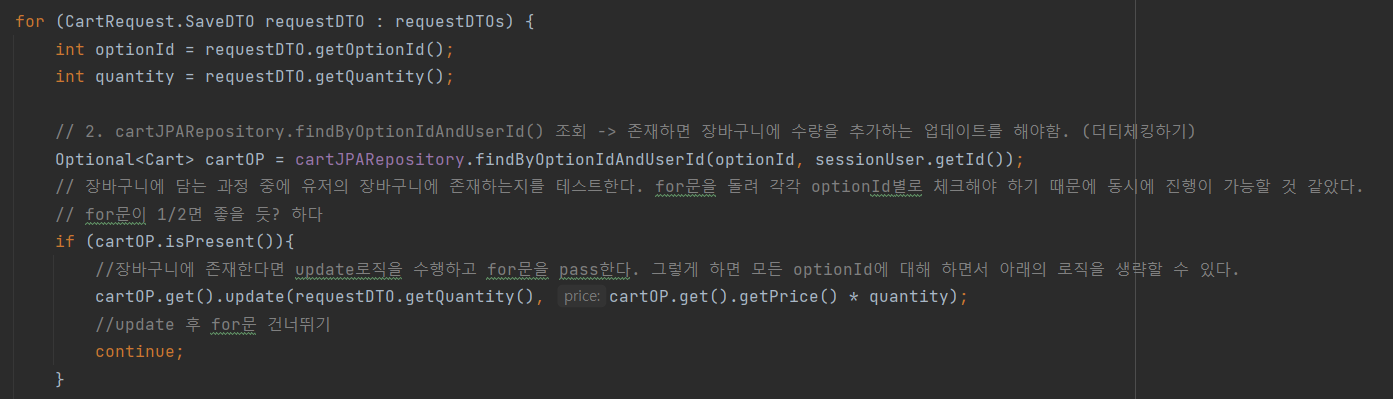 for (CartRequest.SaveDTO requestDTO : requestDTOs) {
int optionId = requestDTO.getOptionId();
int quantity = requestDTO.getQuantity();
// 2. cartJPARepository.findByOptionIdAndUserId() 조회 -> 존재하면 장바구니에 수량을 추가하는 업데이트를 해야함. (더티체킹하기)
Optional<Cart> cartOP = cartJPARepository.findByOptionIdAndUserId(optionId, sessionUser.getId());
// 장바구니에 담는 과정 중에 유저의 장바구니에 존재하는지를 테스트한다. for문을 돌려 각각 optionId별로 체크해야 하기 때문에 동시에 진행이 가능할 것 같았다.
// for문이 1/2면 좋을 듯? 하다
if (cartOP.isPresent()){
//장바구니에 존재한다면 update로직을 수행하고 for문을 pass한다. 그렇게 하면 모든 optionId에 대해 하면서 아래의 로직을 생략할 수 있다.
cartOP.get().update(requestDTO.getQuantity(), price: cartOP.get().getPrice() * quantity);
//update 후 for문 건너뛰기
continue;
}